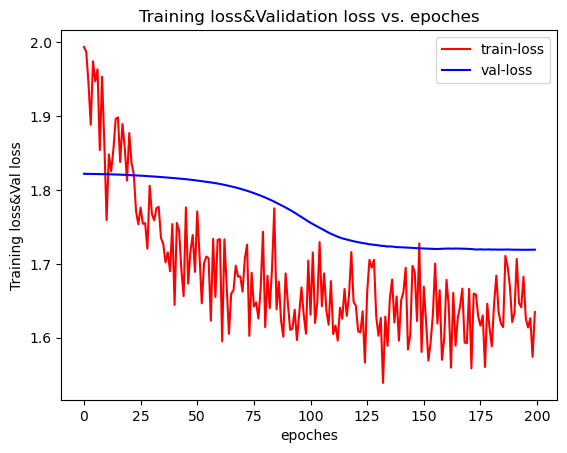 Training loss&Validation loss vs. epoches
train-loss
val-loss
Training loss&Val loss
2.0
1.9
1.8
1.7
1.6
0 25 50 75 100 125 150 175 200
epoches